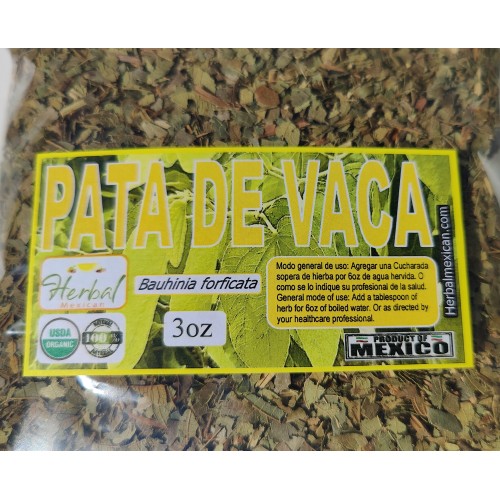 PATA DE VACA
Herbal
Mexican
Bauhinia forficata
Modo general de uso: Agregar una Cucharada
sopera de hierba por 6oz de agua hervida. O
como se lo indique su profesional de la salud.
General mode of use: Add a tablespoon of
herb for 6oz of boiled water. Or as directed by
your healthcare professional.
Herbalmexican.com
USDA
ORGANIC
100%
3oz
PRODUCT OF
MEXICO